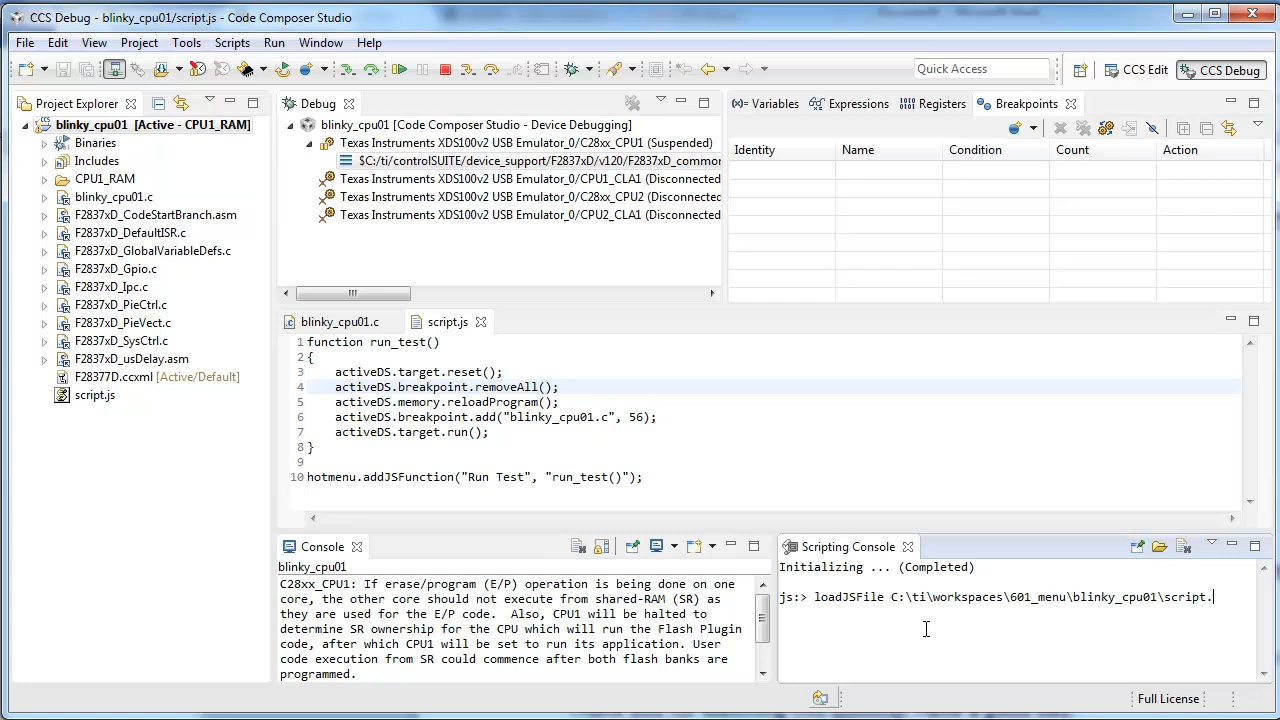 CCS Debug - blinky_cpu01/script.js - Code Composer Studio
File Edit View Project Tools Scripts Run Window Help
Quick Access
CCS Edit
CCS Debug
Project Explorer
blinky_cpu01 [Active - CPU1_RAM]
Binaries
Includes
CPU1_RAM
blinky_cpu01.c
F2837xD_CodeStartBranch.asm
F2837xD_DefaultISR.c
F2837xD_GlobalVariableDefs.c
F2837xD_Gpio.c
F2837xD_Ipc.c
F2837xD_PieCtrl.c
F2837xD_PieVect.c
F2837xD_SysCtrl.c
F2837xD_usDelay.asm
F28377D.ccxml [Active/Default]
script.js
Debug
blinky_cpu01 [Code Composer Studio - Device Debugging]
Texas Instruments XDS100v2 USB Emulator_0/C28xx_CPU1 (Suspended)
$C:/ti/controlSUITE/device_support/F2837xD/v120/F2837xD_common
Texas Instruments XDS100v2 USB Emulator_0/CPU1_CLA1 (Disconnected
Texas Instruments XDS100v2 USB Emulator_0/C28xx_CPU2 (Disconnected
Texas Instruments XDS100v2 USB Emulator_0/CPU2_CLA1 (Disconnected
(x)= Variables Expressions Registers Breakpoints
Identity Name Condition Count Action
blinky_cpu01.c script.js
1 function run_test()
2 {
3 activeDS.target.reset();
4 activeDS.breakpoint.removeAll();
5 activeDS.memory.reloadProgram();
6 activeDS.breakpoint.add("blinky_cpu01.c", 56);
7 activeDS.target.run();
8 }
9
10 hotmenu.addJSFunction("Run Test", "run_test()");
Console
blinky_cpu01
C28xx_CPU1: If erase/program (E/P) operation is being done on one
core, the other core should not execute from shared-RAM (SR) as
they are used for the E/P code.  Also, CPU1 will be halted to
determine SR ownership for the CPU which will run the Flash Plugin
code, after which CPU1 will be set to run its application. User
code execution from SR could commence after both flash banks are
programmed.
Scripting Console
Initializing ... (Completed)
js:> loadJSFile C:\ti\workspaces\601_menu\blinky_cpu01\script.
Full License